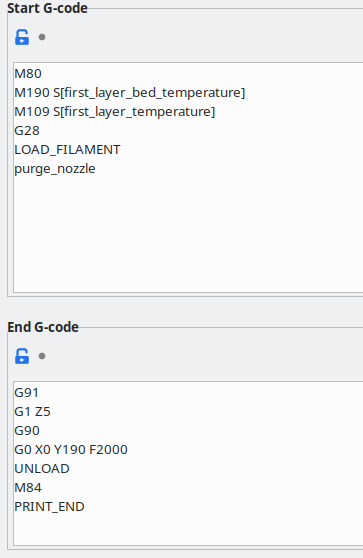 Start G-code
M80
M190 S[first_layer_bed_temperature]
M109 S[first_layer_temperature]
G28
LOAD_FILAMENT
purge_nozzle
End G-code
G91
G1 Z5
G90
G0 X0 Y190 F2000
UNLOAD
M84
PRINT_END